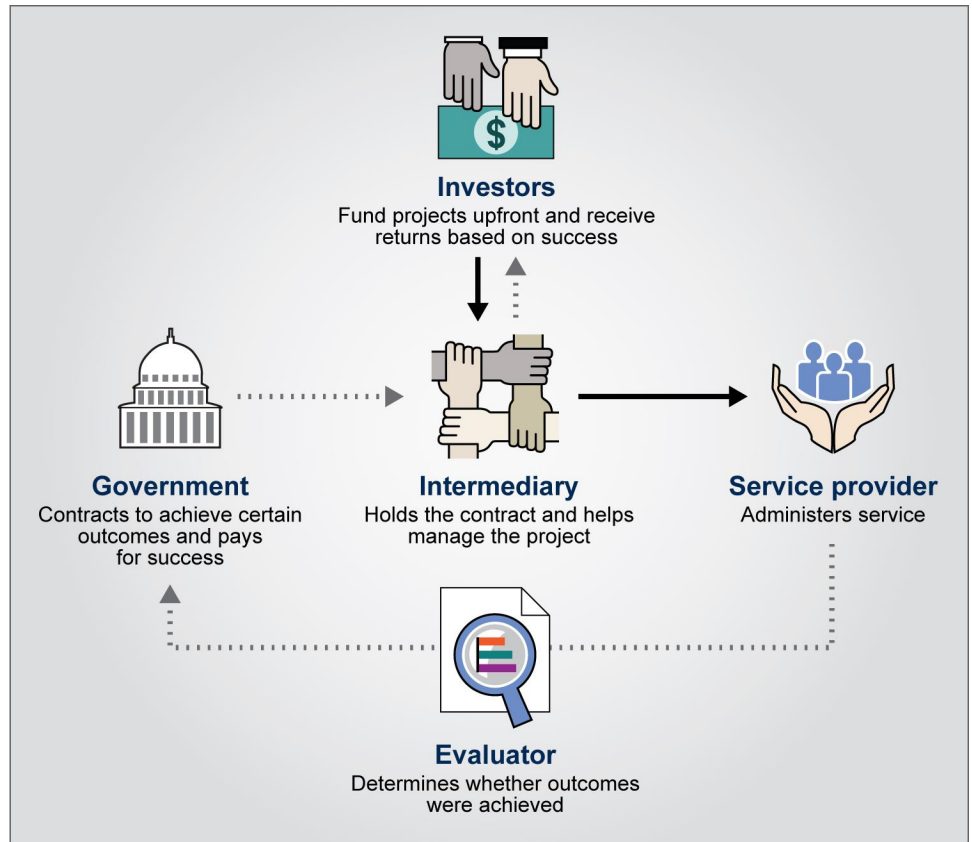 $
Investors
Fund projects upfront and receive
returns based on success
Government
Contracts to achieve certain
outcomes and pays
for success
Intermediary
Holds the contract and helps
manage the project
Service provider
Administers service
Evaluator
Determines whether outcomes
were achieved